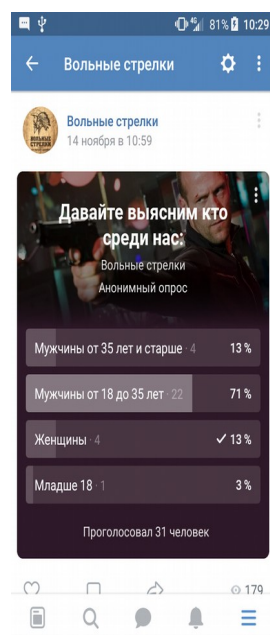 81% 10:29
Вольные стрелки
Вольные стрелки
14 ноября в 10:59
Давайте выясним кто
среди нас:
Вольные стрелки
Анонимный опрос
Мужчины от 35 лет и старше · 4 13 %
Мужчины от 18 до 35 лет · 22 71 %
Женщины · 4 13 %
Младше 18 · 1 3 %
Проголосовал 31 человек
179